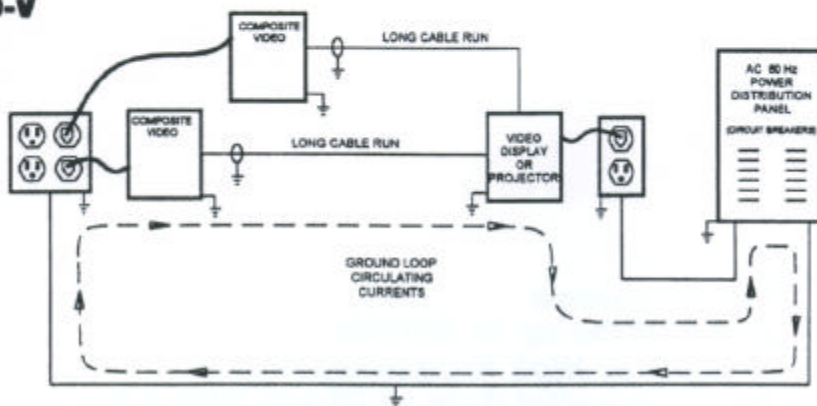 COMPOSITE
VIDEO
LONG CABLE RUN
COMPOSITE
VIDEO
LONG CABLE RUN
VIDEO
DISPLAY
OR
PROJECTOR
AC 60 Hz
POWER
DISTRIBUTION
PANEL
(CIRCUIT BREAKERS)
GROUND LOOP
CIRCULATING
CURRENTS